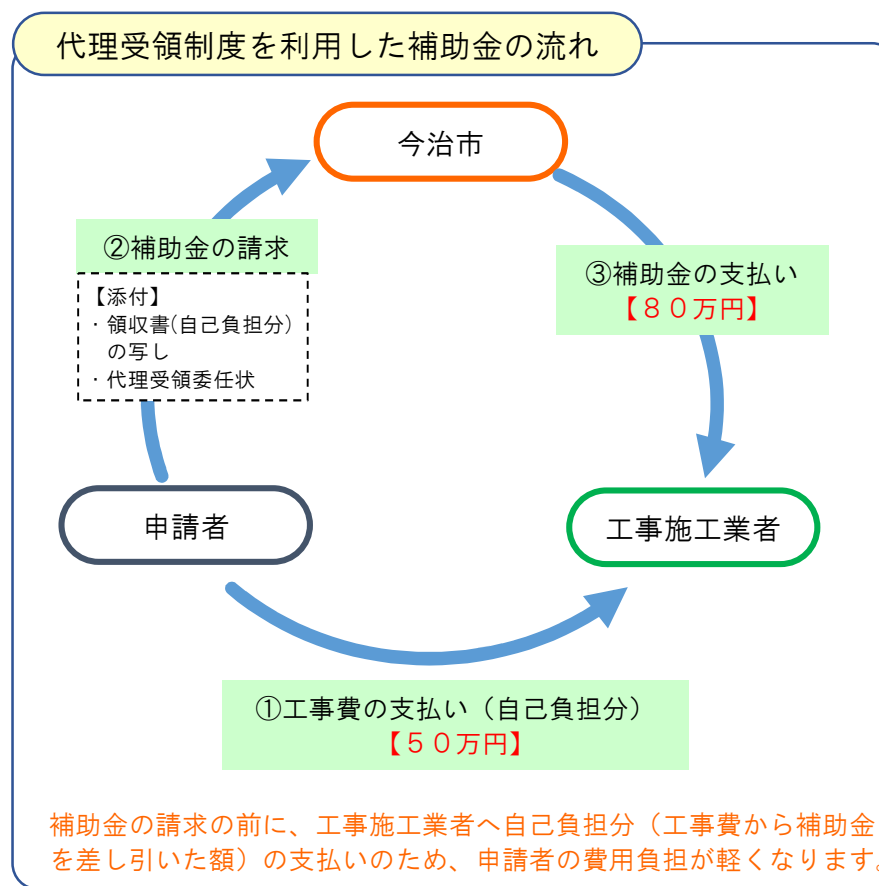 代理受領制度を利用した補助金の流れ
今治市
②補助金の請求
【添付】
・領収書(自己負担分)
の写し
・代理受領委任状
③補助金の支払い
【８０万円】
申請者
工事施工業者
①工事費の支払い（自己負担分）
【５０万円】
補助金の請求の前に、工事施工業者へ自己負担分（工事費から補助金
を差し引いた額）の支払いのため、申請者の費用負担が軽くなります。